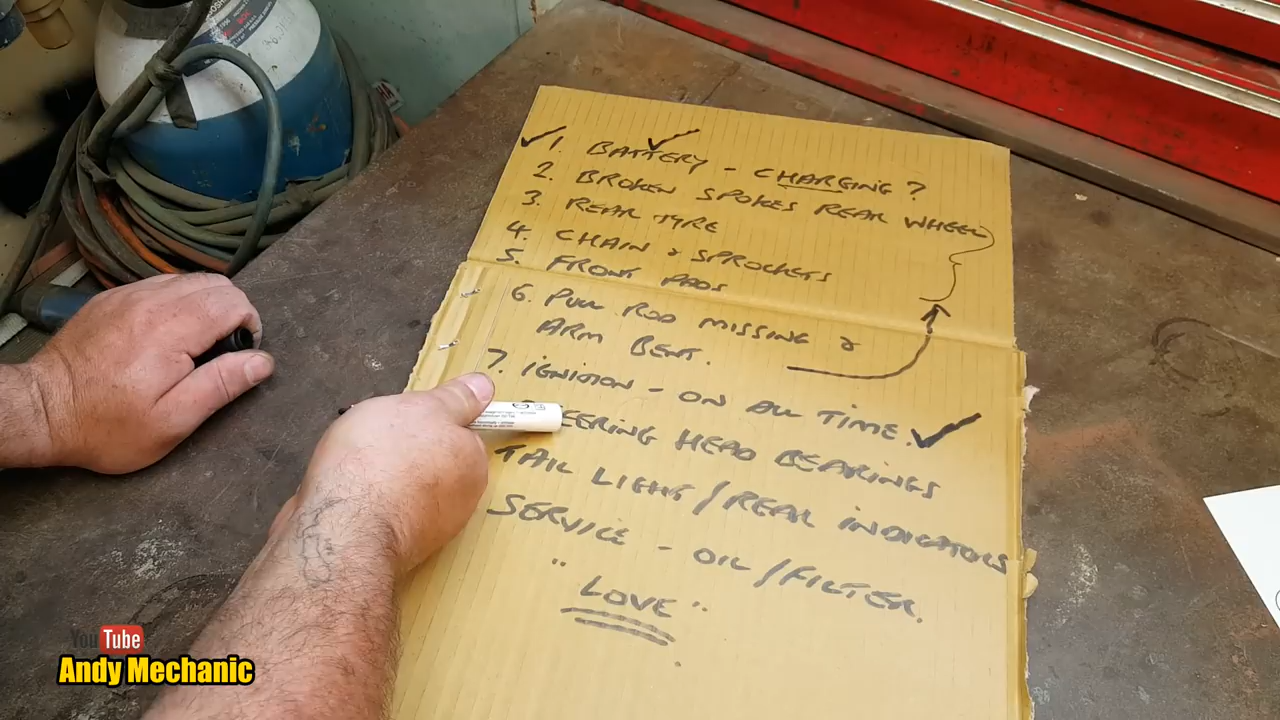 1. BATTERY - CHARGING?
2. BROKEN SPOKES REAR WHEEL
3. REAR TYRE
4. CHAIN & SPROCKETS
5. FRONT PADS
6. PULL ROD MISSING &
ARM BENT.
7. IGNITION - ON ALL TIME.
EERING HEAD BEARINGS
TAIL LIGHT / REAR INDICATORS
SERVICE - OIL / FILTER.
"LOVE"
YouTube
Andy Mechanic